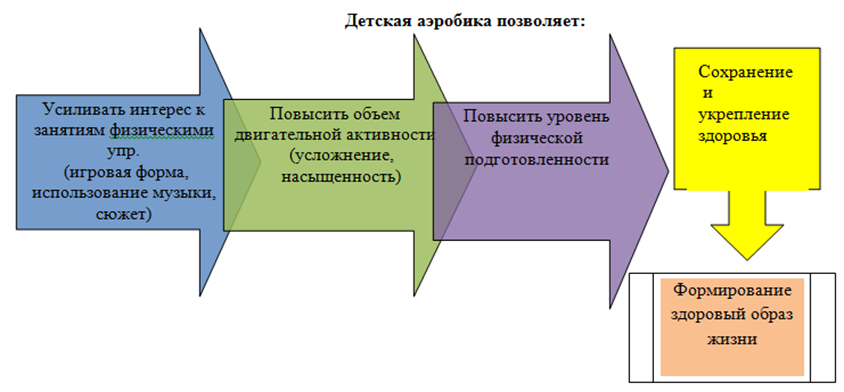 Детская аэробика позволяет:
Усиливать интерес к
занятиям физическими
упр.
(игровая форма,
использование музыки,
сюжет)
Повысить объем
двигательной активности
(усложнение,
насыщенность)
Повысить уровень
физической
подготовленности
Сохранение
и
укрепление
здоровья
Формирование
здоровый образ
жизни